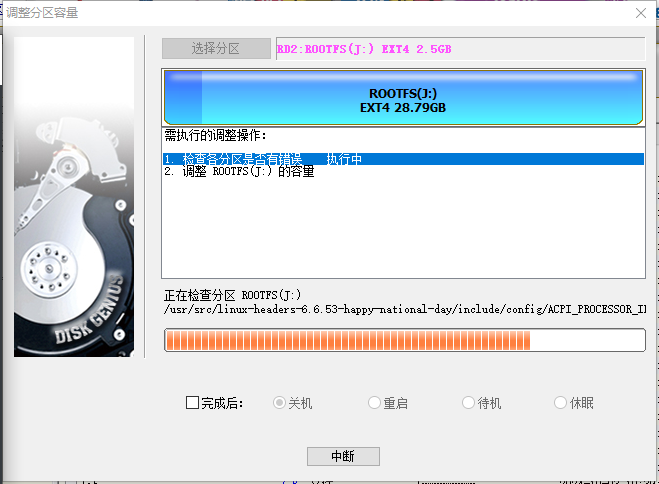 调整分区容量
选择分区
RD2:ROOTFS(J:) EXT4 2.5GB
ROOTFS(J:)
EXT4 28.79GB
需执行的调整操作:
1. 检查各分区是否有错误 执行中
2. 调整 ROOTFS(J:) 的容量
DISK GENIUS
正在检查分区 ROOTFS(J:)
/usr/src/linux-headers-6.6.53-happy-national-day/include/config/ACPI_PROCESSOR_
完成后:
关机
重启
待机
休眠
中断